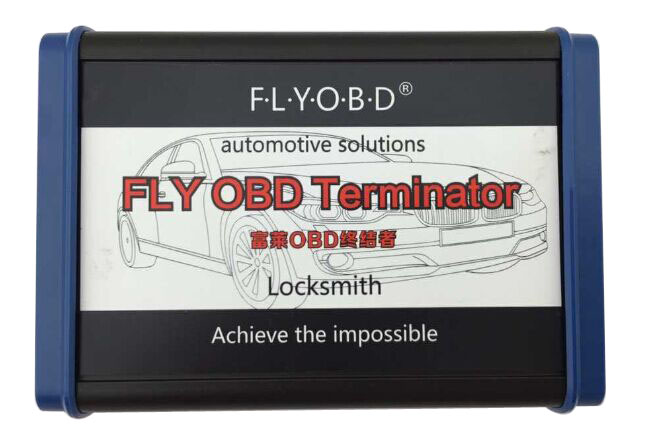 F·L·Y·O·B·D®
automotive solutions
FLY OBD Terminator
富莱OBD终结者
Locksmith
Achieve the impossible